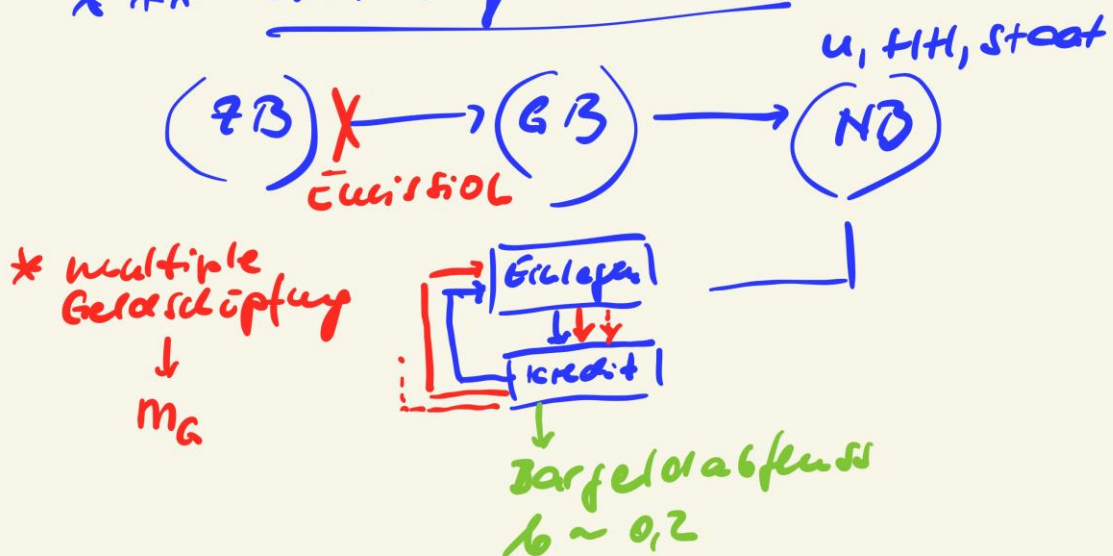 U, HH, Staat
ZB
GB
NB
Emission
* multiple
Geldschöpfung
Einlagen
Kredit
m_G
Bargeldabfluss
b ~ 0,2